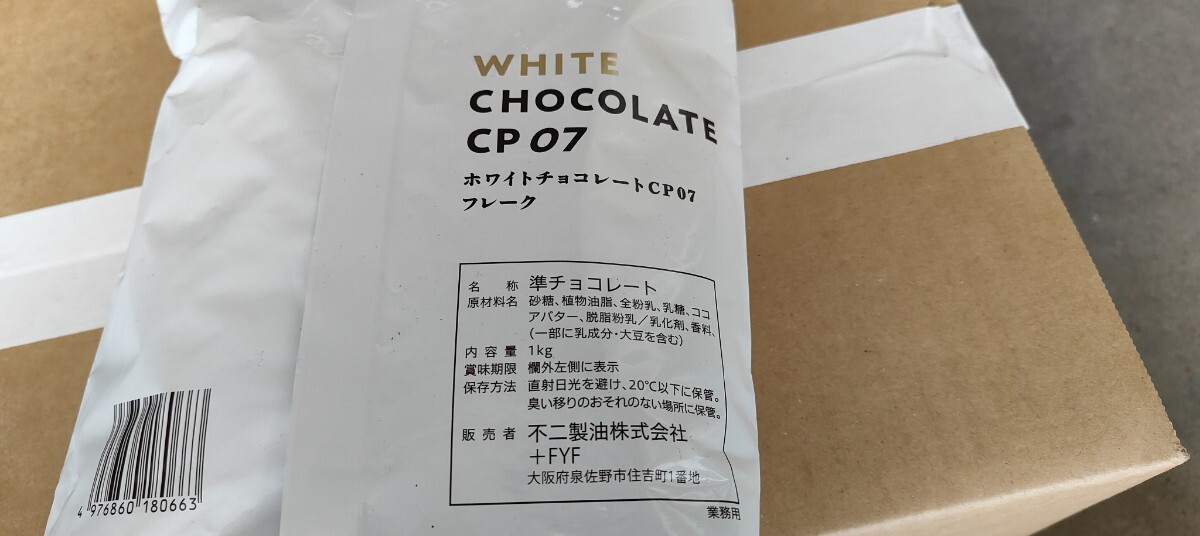 WHITE
CHOCOLATE
CP 07
ホワイトチョコレートCP07
フレーク
名称 準チョコレート
原材料名 砂糖、植物油脂、全粉乳、乳糖、ココ
アバター、脱脂粉乳／乳化剤、香料、
(一部に乳成分・大豆を含む)
内容量 1kg
賞味期限 欄外左側に表示
保存方法 直射日光を避け、20℃以下に保管。
臭い移りのおそれのない場所に保管。
販売者 不二製油株式会社
+FYF
大阪府泉佐野市住吉町1番地
業務用
4 976860 180663